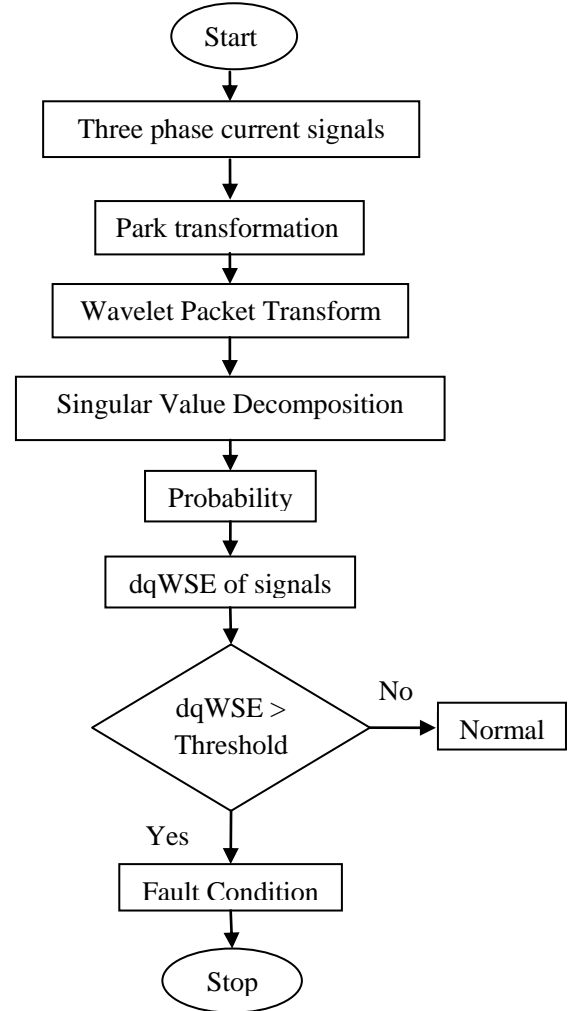 Start
Three phase current signals
Park transformation
Wavelet Packet Transform
Singular Value Decomposition
Probability
dqWSE of signals
dqWSE >
Threshold
No
Normal
Yes
Fault Condition
Stop